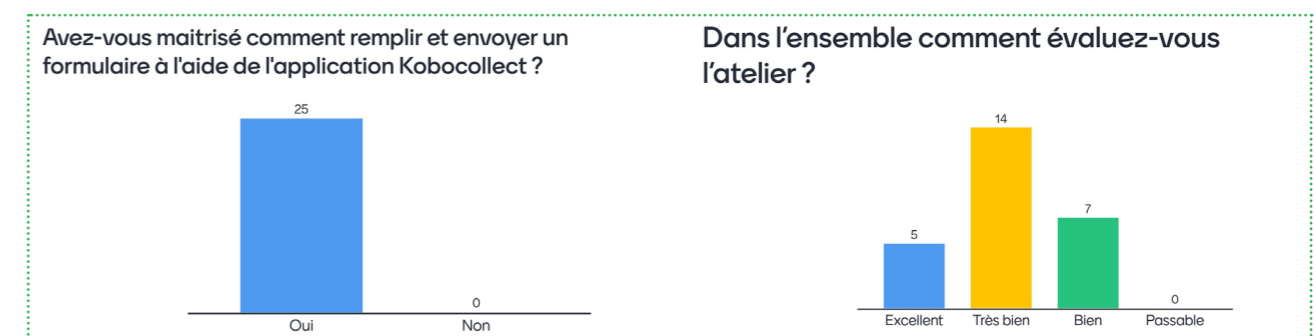 Avez-vous maitrisé comment remplir et envoyer un
formulaire à l'aide de l'application Kobocollect ?
25
0
Oui Non
Dans l'ensemble comment évaluez-vous
l'atelier ?
14
7
5
0
Excellent Très bien Bien Passable